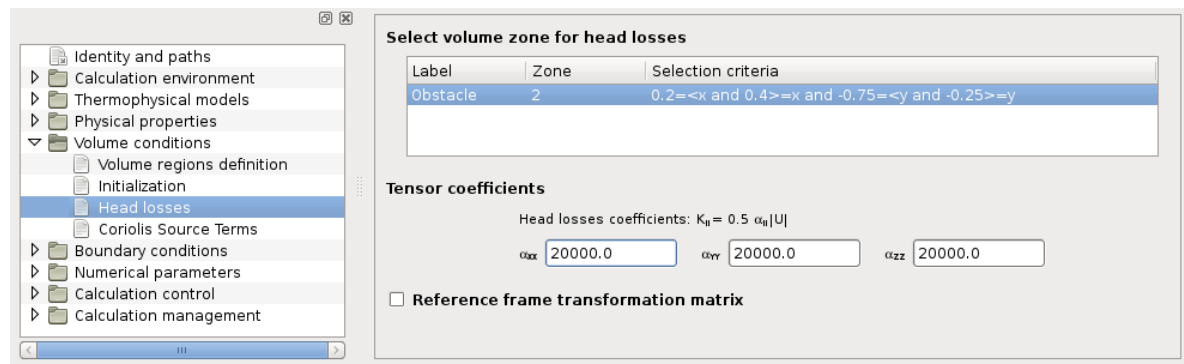 Identity and paths
Calculation environment
Thermophysical models
Physical properties
Volume conditions
Volume regions definition
Initialization
Head losses
Coriolis Source Terms
Boundary conditions
Numerical parameters
Calculation control
Calculation management
Select volume zone for head losses
Label Zone Selection criteria
Obstacle 2 0.2=<x and 0.4>=x and -0.75=<y and -0.25>=y
Tensor coefficients
Head losses coefficients: Kᵢᵢ= 0.5 αᵢᵢ|U|
αxx 20000.0 αYY 20000.0 αzz 20000.0
Reference frame transformation matrix